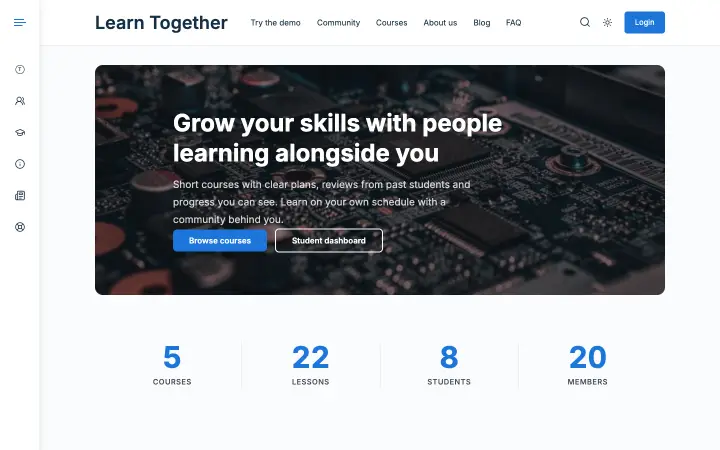 Learn Together
Try the demo
Community
Courses
About us
Blog
FAQ
Login
Grow your skills with people
learning alongside you
Short courses with clear plans, reviews from past students and
progress you can see. Learn on your own schedule with a
community behind you.
Browse courses
Student dashboard
5
COURSES
22
LESSONS
8
STUDENTS
20
MEMBERS